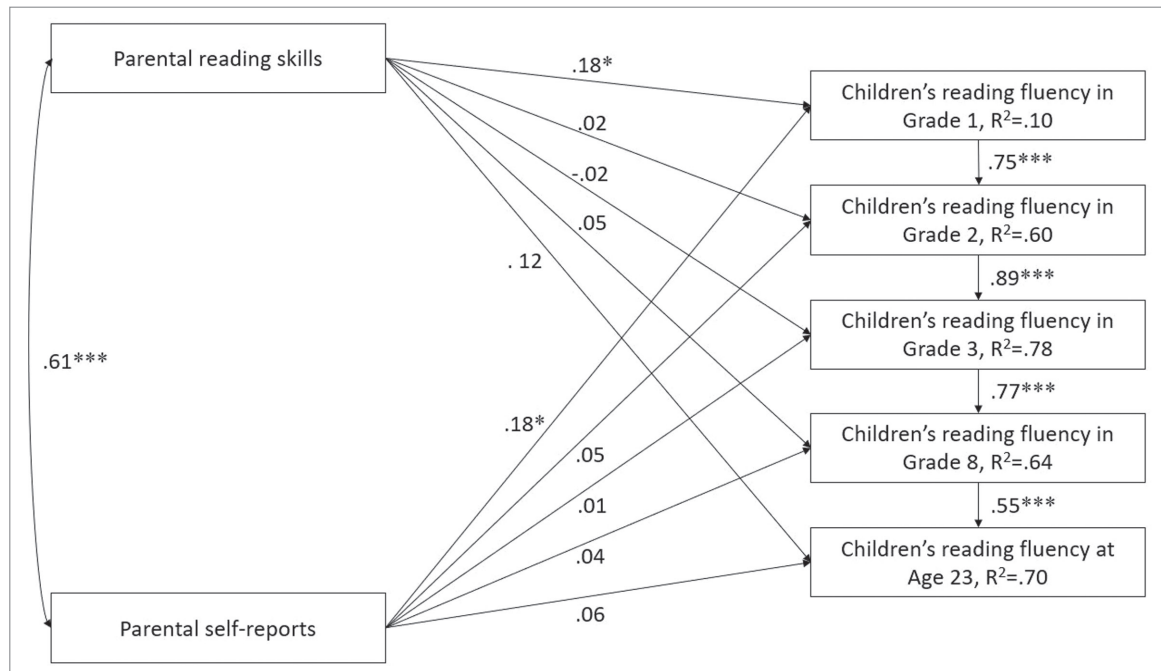 Parental reading skills
.18*
Children’s reading fluency in
Grade 1, R²=.10
.02
.75***
-.02
Children’s reading fluency in
Grade 2, R²=.60
.05
. 12
.89***
Children’s reading fluency in
Grade 3, R²=.78
.61***
.77***
.18*
Children’s reading fluency in
Grade 8, R²=.64
.05
.01
.55***
.04
Children’s reading fluency at
Age 23, R²=.70
.06
Parental self-reports